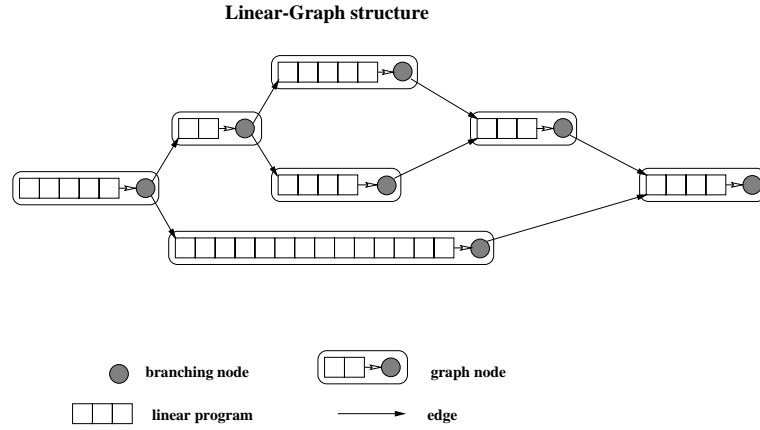 Linear-Graph structure
branching node
graph node
linear program
edge